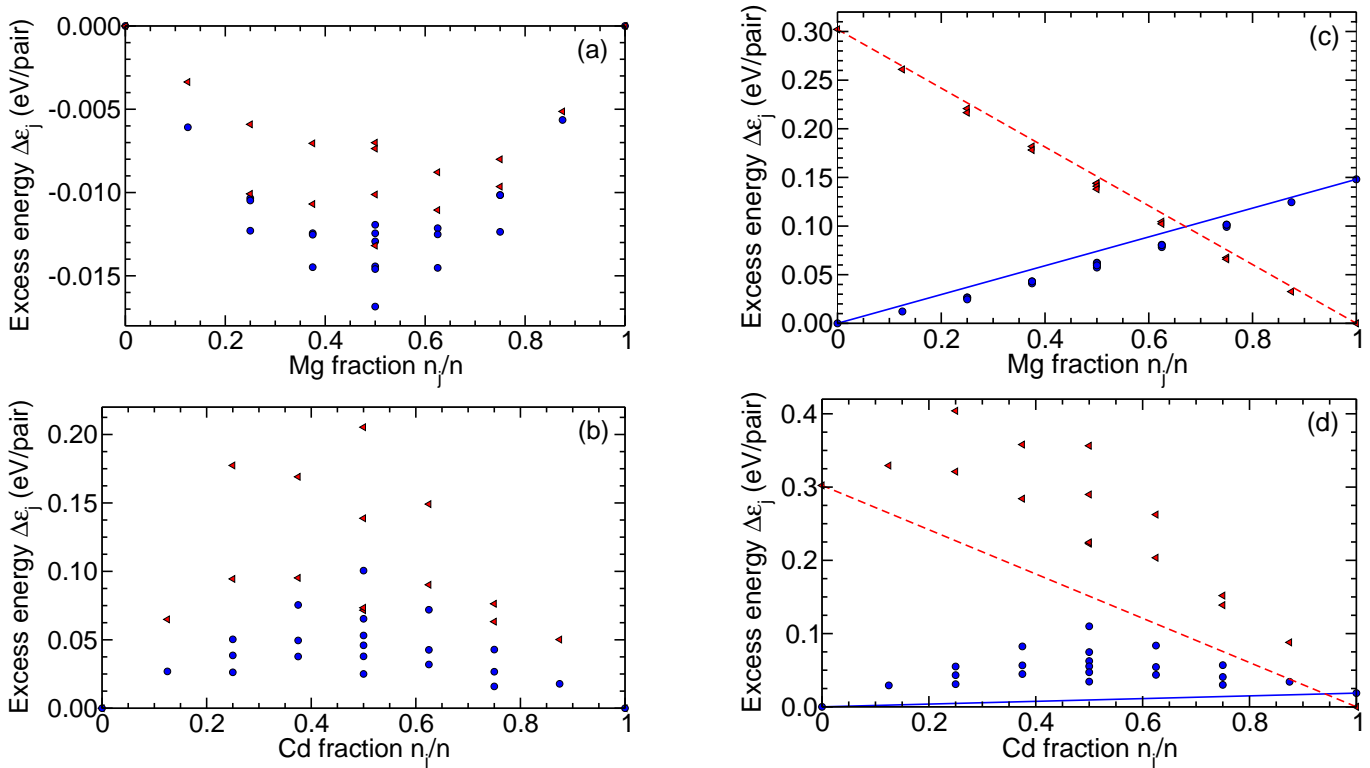 (a)
Excess energy Δε_j (eV/pair)
0.000
-0.005
-0.010
-0.015
0 0.2 0.4 0.6 0.8 1
Mg fraction n_j/n
(c)
Excess energy Δε_j (eV/pair)
0.30
0.25
0.20
0.15
0.10
0.05
0.00
0 0.2 0.4 0.6 0.8 1
Mg fraction n_j/n
(b)
Excess energy Δε_j (eV/pair)
0.20
0.15
0.10
0.05
0.00
0 0.2 0.4 0.6 0.8 1
Cd fraction n_j/n
(d)
Excess energy Δε_j (eV/pair)
0.4
0.3
0.2
0.1
0.0
0 0.2 0.4 0.6 0.8 1
Cd fraction n_j/n